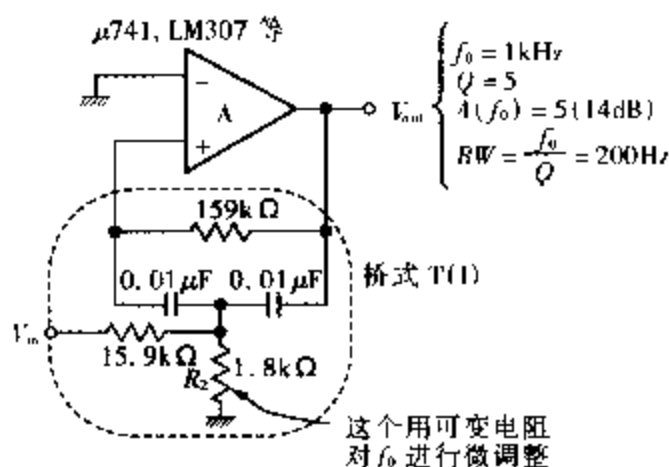 μ741, LM307 等
− A +
V_out
f₀ = 1kHz
Q = 5
A(f₀) = 5(14dB)
BW = f₀/Q = 200Hz
159kΩ
0.01μF 0.01μF
桥式 T(1)
V_in
15.9kΩ
R₂ 1.8kΩ
这个用可变电阻
对 f₀ 进行微调整